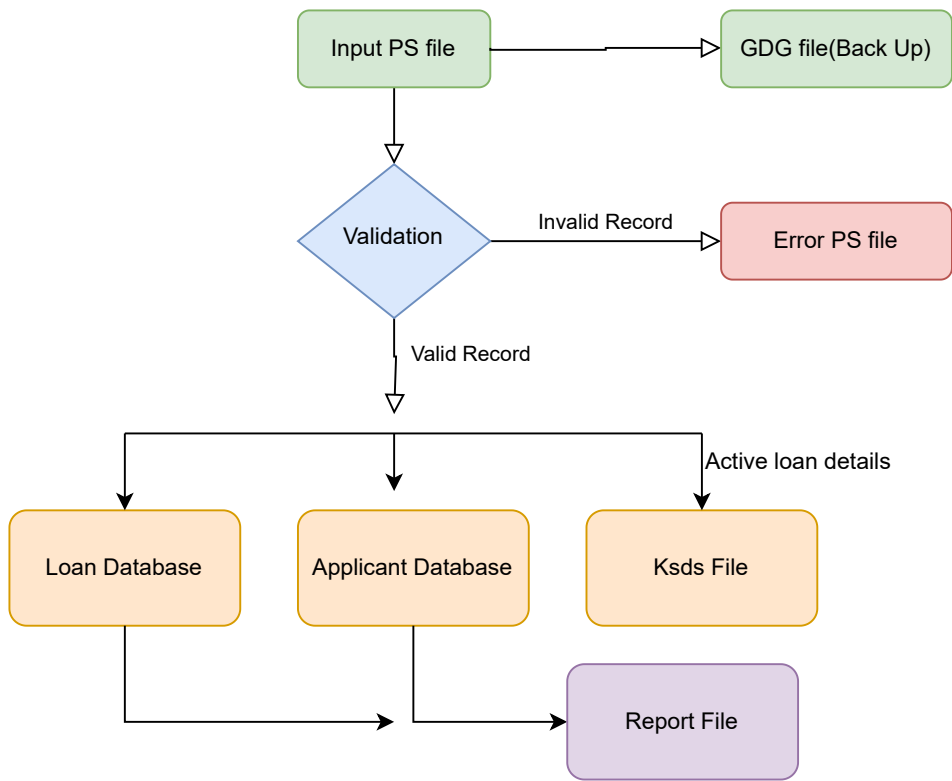 Input PS file
GDG file(Back Up)
Validation
Invalid Record
Error PS file
Valid Record
Active loan details
Loan Database
Applicant Database
Ksds File
Report File